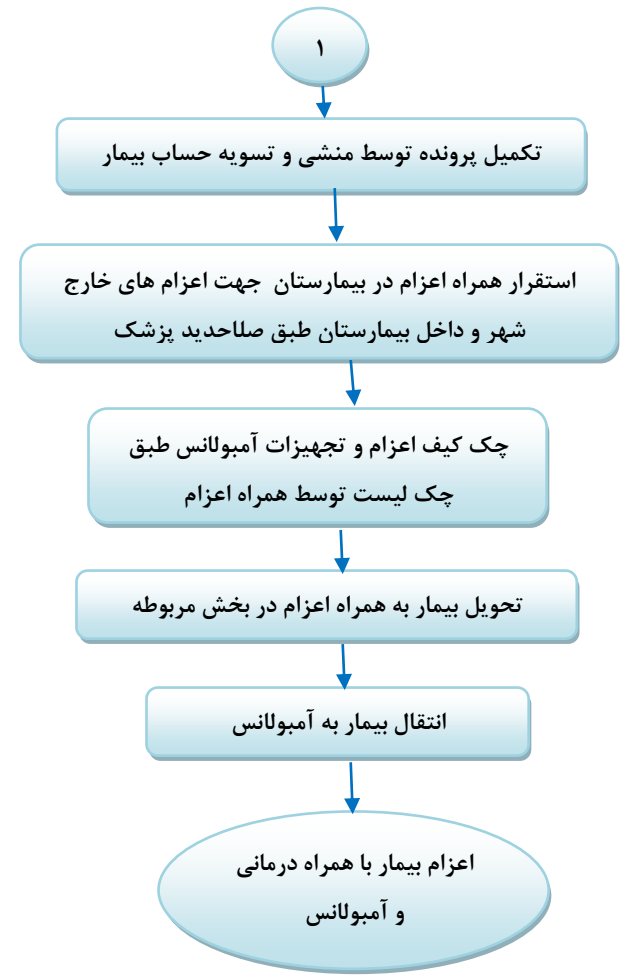 ۱
تکمیل پرونده توسط منشی و تسویه حساب بیمار
استقرار همراه اعزام در بیمارستان جهت اعزام های خارج
شهر و داخل بیمارستان طبق صلاحدید پزشک
چک کیف اعزام و تجهیزات آمبولانس طبق
چک لیست توسط همراه اعزام
تحویل بیمار به همراه اعزام در بخش مربوطه
انتقال بیمار به آمبولانس
اعزام بیمار با همراه درمانی
و آمبولانس